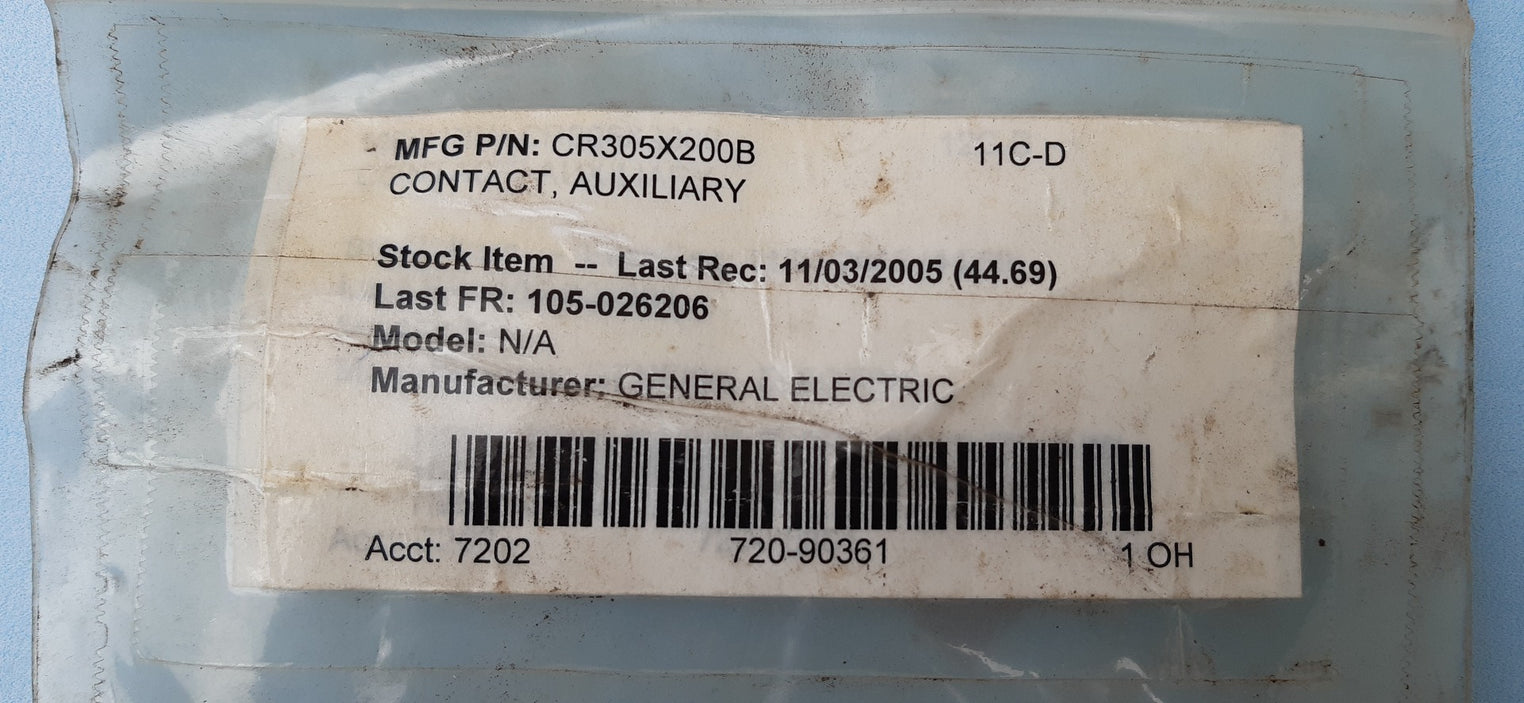 MFG P/N: CR305X200B 11C-D
CONTACT, AUXILIARY
Stock Item -- Last Rec: 11/03/2005 (44.69)
Last FR: 105-026206
Model: N/A
Manufacturer: GENERAL ELECTRIC
Acct: 7202 720-90361 1 OH